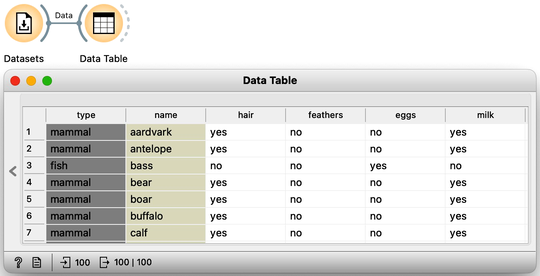 Data
Datasets
Data Table
Data Table
type name hair feathers eggs milk
1 mammal aardvark yes no no yes
2 mammal antelope yes no no yes
3 fish bass no no yes no
4 mammal bear yes no no yes
5 mammal boar yes no no yes
6 mammal buffalo yes no no yes
7 mammal calf yes no no yes
? 100 100 | 100